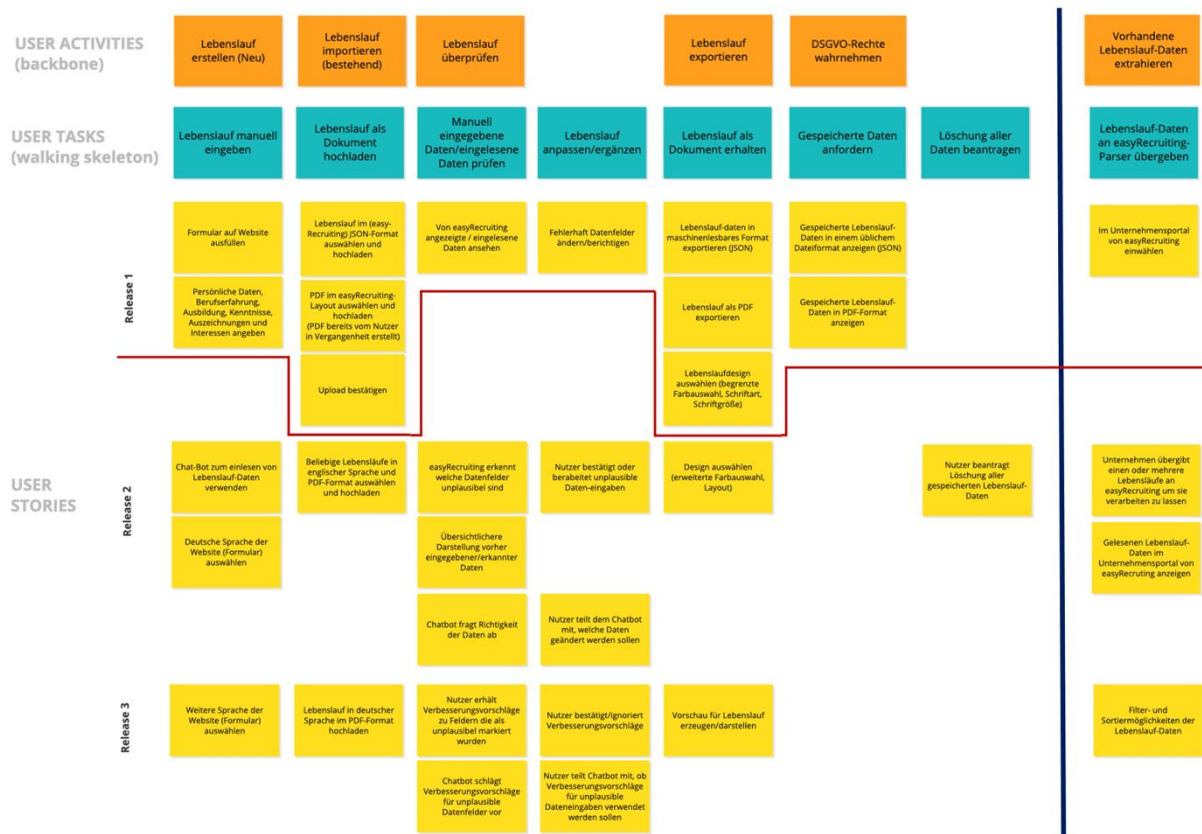 USER ACTIVITIES
(backbone)
Lebenslauf
erstellen (Neu)
Lebenslauf
importieren
(bestehend)
Lebenslauf
überprüfen
Lebenslauf
exportieren
DSGVO-Rechte
wahrnehmen
Vorhandene
Lebenslauf-Daten
extrahieren
USER TASKS
(walking skeleton)
Lebenslauf manuell
eingeben
Lebenslauf als
Dokument
hochladen
Manuell
eingegebene
Daten/eingelesene
Daten prüfen
Lebenslauf
anpassen/ergänzen
Lebenslauf als
Dokument erhalten
Gespeicherte Daten
anfordern
Löschung aller
Daten beantragen
Lebenslauf-Daten
an easyRecruiting-
Parser übergeben
USER
STORIES
Release 1
Formular auf Website
ausfüllen
Lebenslauf im (easy-
Recruiting) JSON-Format
auswählen und
hochladen
Von easyRecruiting
angezeigte / eingelesene
Daten ansehen
Fehlerhaft Datenfelder
ändern/berichtigen
Lebenslauf-daten in
maschinenlesbares Format
exportieren (JSON)
Gespeicherte Lebenslauf-
Daten in einem üblichem
Dateiformat anzeigen (JSON)
Im Unternehmensportal
von easyRecruiting
einwählen
Persönliche Daten,
Berufserfahrung,
Ausbildung, Kenntnisse,
Auszeichnungen und
Interessen angeben
PDF im easyRecruiting-
Layout auswählen und
hochladen
(PDF bereits vom Nutzer
in Vergangenheit erstellt)
Lebenslauf als PDF
exportieren
Gespeicherte Lebenslauf-
Daten in PDF-Format
anzeigen
Upload bestätigen
Lebenslaufdesign
auswählen (begrenzte
Farbauswahl, Schriftart,
Schriftgröße)
Release 2
Chat-Bot zum einlesen von
Lebenslauf-Daten
verwenden
Beliebige Lebensläufe in
englischer Sprache und
PDF-Format auswählen
und hochladen
easyRecruiting erkennt
welche Datenfelder
unplausibel sind
Nutzer bestätigt oder
berabeitet unplausible
Daten-eingaben
Design auswählen
(erweiterte Farbauswahl,
Layout)
Nutzer beantragt
Löschung aller
gespeicherten Lebenslauf-
Daten
Unternehmen übergibt
einen oder mehrere
Lebensläufe an
easyRecruiting um sie
verarbeiten zu lassen
Deutsche Sprache der
Website (Formular)
auswählen
Übersichtlichere
Darstellung vorher
eingegebener/erkannter
Daten
Gelesenen Lebenslauf-
Daten im
Unternehmensportal von
easyRecruting anzeigen
Chatbot fragt Richtigkeit
der Daten ab
Nutzer teilt dem Chatbot
mit, welche Daten
geändert werden sollen
Release 3
Weitere Sprache der
Website (Formular)
auswählen
Lebenslauf in deutscher
Sprache im PDF-Format
hochladen
Nutzer erhält
Verbesserungsvorschläge
zu Feldern die als
unplausibel markiert
wurden
Nutzer bestätigt/ignoriert
Verbesserungsvorschläge
Vorschau für Lebenslauf
erzeugen/darstellen
Filter- und
Sortiermöglichkeiten der
Lebenslauf-Daten
Chatbot schlägt
Verbesserungsvorschläge
für unplausible
Datenfelder vor
Nutzer teilt Chatbot mit, ob
Verbesserungsvorschläge
für unplausible
Dateneingaben verwendet
werden sollen